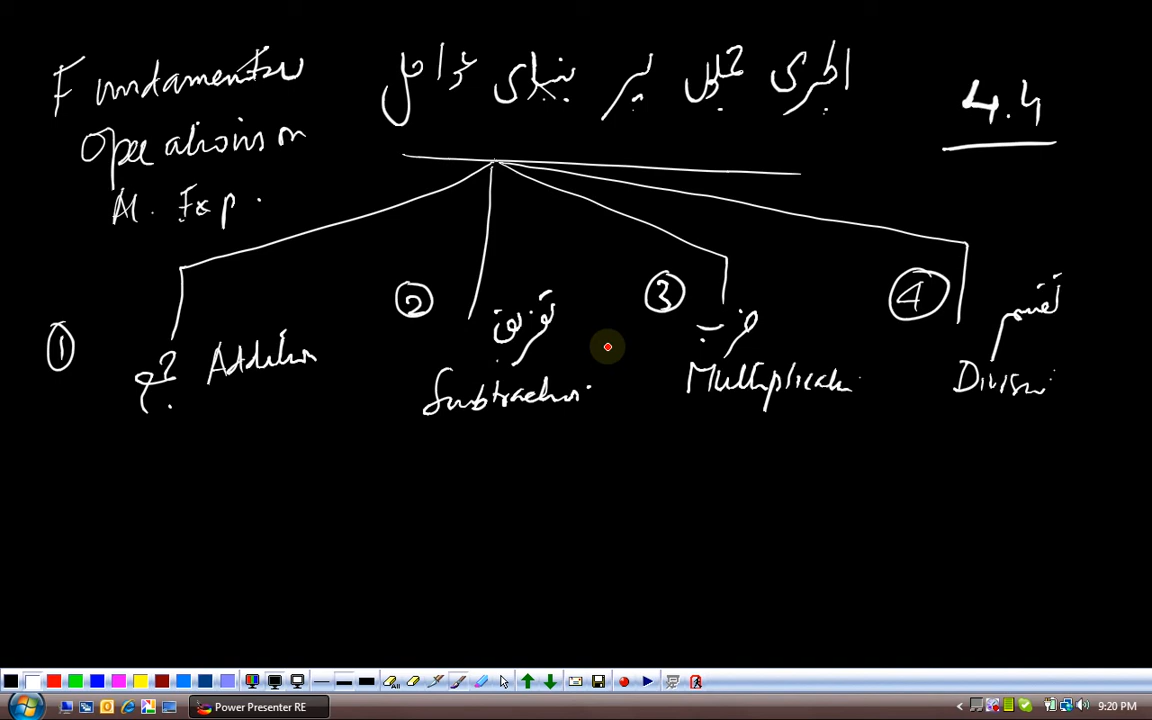 Fundamental
Operations on
Al. Exp.
الجبری جملوں پر بنیادی عوامل
4.4
① جمع Addition
② تفریق
Subtraction
③ ضرب
Multiplication
④ تقسیم
Division
Power Presenter RE
9:20 PM